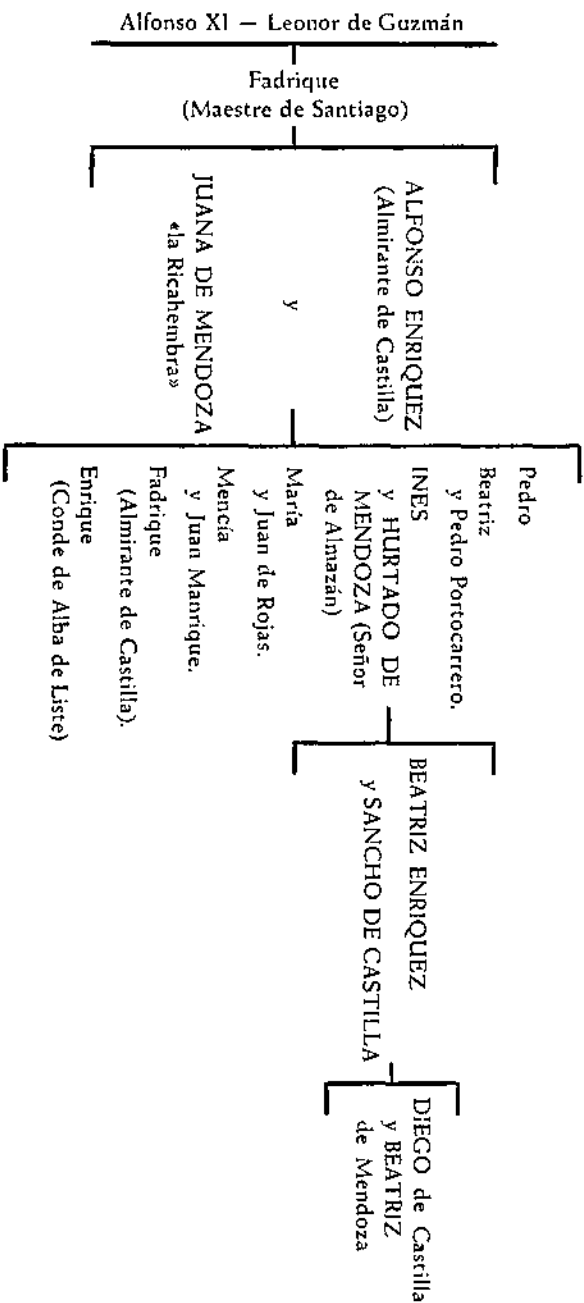 Alfonso XI — Leonor de Guzmán
Fadrique
(Maestre de Santiago)
ALFONSO ENRIQUEZ
(Almirante de Castilla)
y
JUANA DE MENDOZA
«la Ricahembra»
Pedro
Beatriz
y Pedro Portocarrero.
INES
y HURTADO DE
MENDOZA (Señor
de Almazán)
María
y Juan de Rojas.
Mencía
y Juan Manrique.
Fadrique
(Almirante de Castilla).
Enrique
(Conde de Alba de Liste)
BEATRIZ ENRIQUEZ
y SANCHO DE CASTILLA
DIEGO de Castilla
y BEATRIZ
de Mendoza